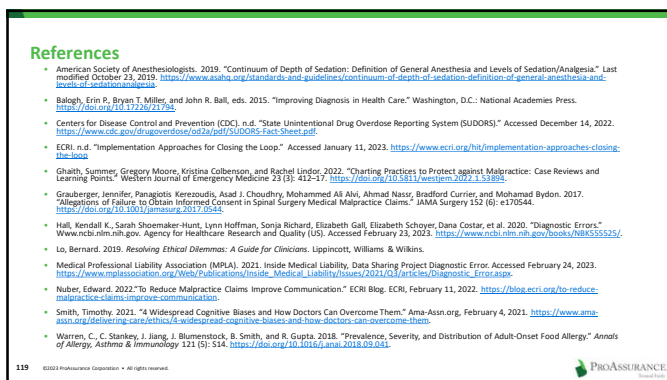 References
• American Society of Anesthesiologists. 2019. “Continuum of Depth of Sedation: Definition of General Anesthesia and Levels of Sedation/Analgesia.” Last
modified October 23, 2019. https://www.asahq.org/standards-and-guidelines/continuum-of-depth-of-sedation-definition-of-general-anesthesia-and-
levels-of-sedationanalgesia.
• Balogh, Erin P., Bryan T. Miller, and John R. Ball, eds. 2015. “Improving Diagnosis in Health Care.” Washington, D.C.: National Academies Press.
https://doi.org/10.17226/21794.
• Centers for Disease Control and Prevention (CDC). n.d. “State Unintentional Drug Overdose Reporting System (SUDORS).” Accessed December 14, 2022.
https://www.cdc.gov/drugoverdose/od2a/pdf/SUDORS-Fact-Sheet.pdf.
• ECRI. n.d. “Implementation Approaches for Closing the Loop.” Accessed January 11, 2023. https://www.ecri.org/hit/implementation-approaches-closing-
the-loop
• Ghaith, Summer, Gregory Moore, Kristina Colbenson, and Rachel Lindor. 2022. “Charting Practices to Protect against Malpractice: Case Reviews and
Learning Points.” Western Journal of Emergency Medicine 23 (3): 412–17. https://doi.org/10.5811/westjem.2022.1.53894.
• Grauberger, Jennifer, Panagiotis Kerezoudis, Asad J. Choudhry, Mohammed Ali Alvi, Ahmad Nassr, Bradford Currier, and Mohamad Bydon. 2017.
“Allegations of Failure to Obtain Informed Consent in Spinal Surgery Medical Malpractice Claims.” JAMA Surgery 152 (6): e170544.
https://doi.org/10.1001/jamasurg.2017.0544.
• Hall, Kendall K., Sarah Shoemaker-Hunt, Lynn Hoffman, Sonja Richard, Elizabeth Gall, Elizabeth Schoyer, Dana Costar, et al. 2020. “Diagnostic Errors.”
Www.ncbi.nlm.nih.gov. Agency for Healthcare Research and Quality (US). Accessed February 23, 2023. https://www.ncbi.nlm.nih.gov/books/NBK555525/.
• Lo, Bernard. 2019. Resolving Ethical Dilemmas: A Guide for Clinicians. Lippincott, Williams & Wilkins.
• Medical Professional Liability Association (MPLA). 2021. Inside Medical Liability, Data Sharing Project Diagnostic Error. Accessed February 24, 2023.
https://www.mplassociation.org/Web/Publications/Inside_Medical_Liability/Issues/2021/Q3/articles/Diagnostic_Error.aspx.
• Nuber, Edward. 2022.“To Reduce Malpractice Claims Improve Communication.” ECRI Blog. ECRI, February 11, 2022. https://blog.ecri.org/to-reduce-
malpractice-claims-improve-communication.
• Smith, Timothy. 2021. “4 Widespread Cognitive Biases and How Doctors Can Overcome Them.” Ama-Assn.org, February 4, 2021. https://www.ama-
assn.org/delivering-care/ethics/4-widespread-cognitive-biases-and-how-doctors-can-overcome-them.
• Warren, C., C. Stankey, J. Jiang, J. Blumenstock, B. Smith, and R. Gupta. 2018. “Prevalence, Severity, and Distribution of Adult-Onset Food Allergy.” Annals
of Allergy, Asthma & Immunology 121 (5): S14. https://doi.org/10.1016/j.anai.2018.09.041.
119 ©2023 ProAssurance Corporation • All rights reserved.
PROASSURANCE
Treated Fairly